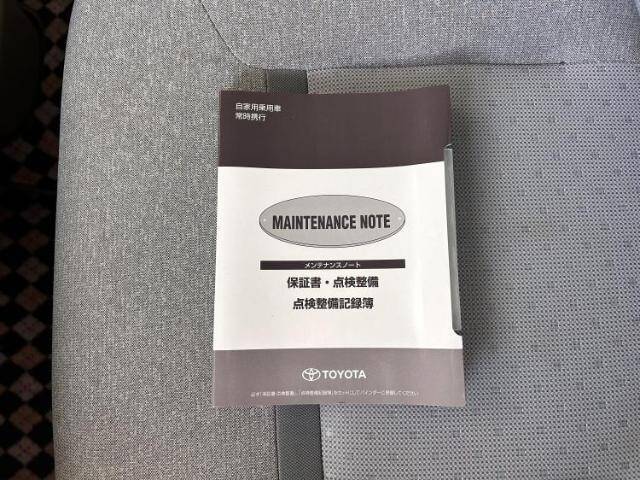 自家用乗用車
常時携行
MAINTENANCE NOTE
メンテナンスノート
保証書・点検整備
点検整備記録簿
TOYOTA